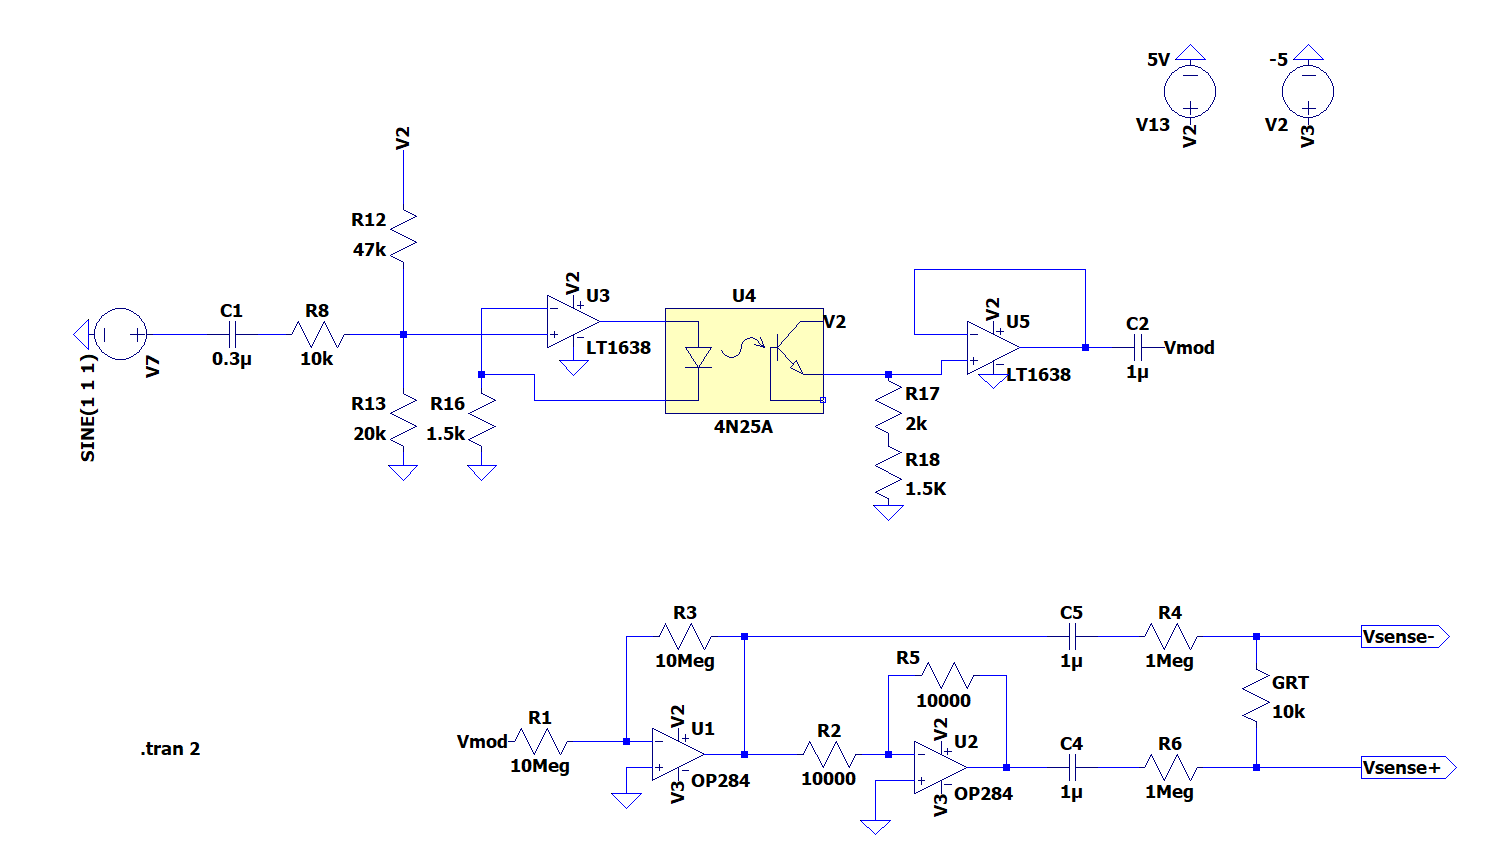 5V
-5
V13
V2
V2
V3
V2
R12
47k
C1
0.3µ
R8
10k
V7
SINE(1 1 1)
R13
20k
R16
1.5k
V2
U3
LT1638
U4
V2
4N25A
V2
U5
LT1638
C2
1µ
Vmod
R17
2k
R18
1.5K
R3
10Meg
C5
1µ
R4
1Meg
Vsense-
R5
10000
GRT
10k
.tran 2
Vmod
R1
10Meg
V2
U1
V3
OP284
R2
10000
V2
U2
V3
OP284
C4
1µ
R6
1Meg
Vsense+